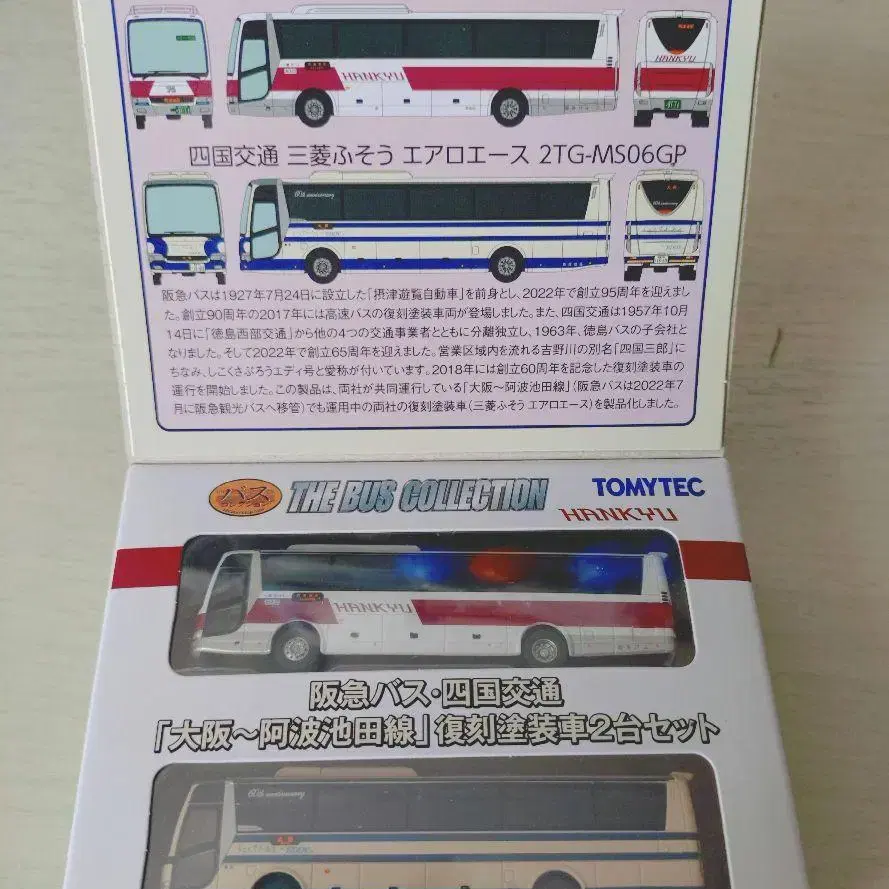 HANKYU
HANKYU
四国交通 三菱ふそう エアロエース 2TG-MS06GP
60th anniversary
阪急バスは1927年7月24日に設立した「摂津遊覧自動車」を前身とし、2022年で創立95周年を迎えまし
た。創立90周年の2017年には高速バスの復刻塗装車両が登場しました。また、四国交通は1957年10月
14日に「徳島西部交通」から他の4つの交通事業者とともに分離独立し、1963年、徳島バスの子会社と
なりました。そして2022年で創立65周年を迎えました。営業区域内を流れる吉野川の別名「四国三郎」に
ちなみ、しこくさぶろうエディ号と愛称が付いています。2018年には創立60周年を記念した復刻塗装車の
運行を開始しました。この製品は、両社が共同運行している「大阪〜阿波池田線」（阪急バスは2022年7
月に阪急観光バスへ移管）でも運用中の両社の復刻塗装車（三菱ふそう エアロエース）を製品化しました。
バス
コレクション
THE BUS COLLECTION
TOMYTEC
HANKYU
HANKYU
阪急バス・四国交通
「大阪〜阿波池田線」復刻塗装車2台セット
60th anniversary